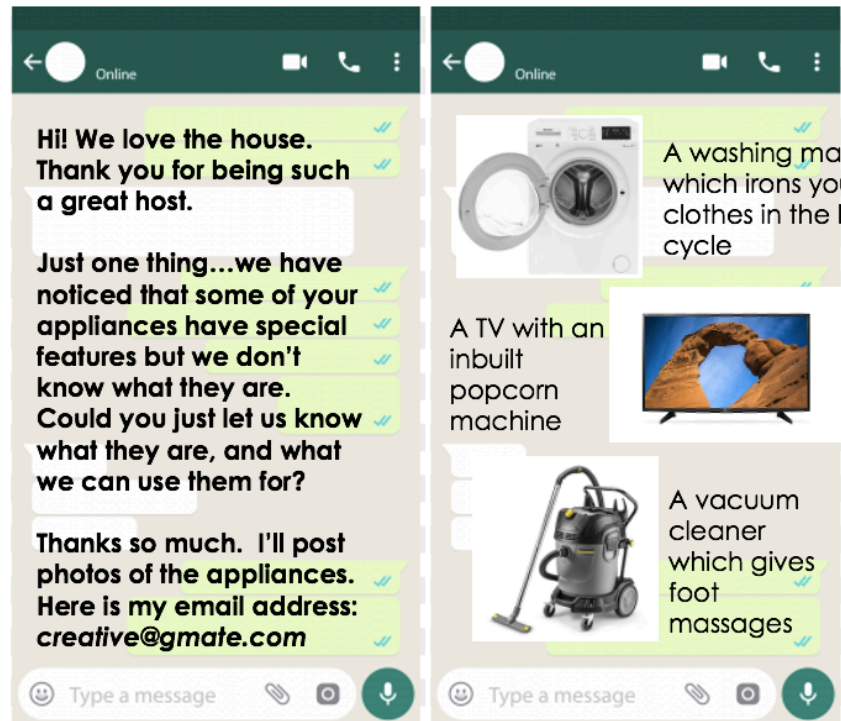 Online
Hi! We love the house.
Thank you for being such
a great host.
Just one thing...we have
noticed that some of your
appliances have special
features but we don't
know what they are.
Could you just let us know
what they are, and what
we can use them for?
Thanks so much. I'll post
photos of the appliances.
Here is my email address:
creative@gmate.com
Type a message
Online
A washing
which irons
clothes in the
cycle
A TV with an
inbuilt
popcorn
machine
A vacuum
cleaner
which gives
foot
massages
Type a message